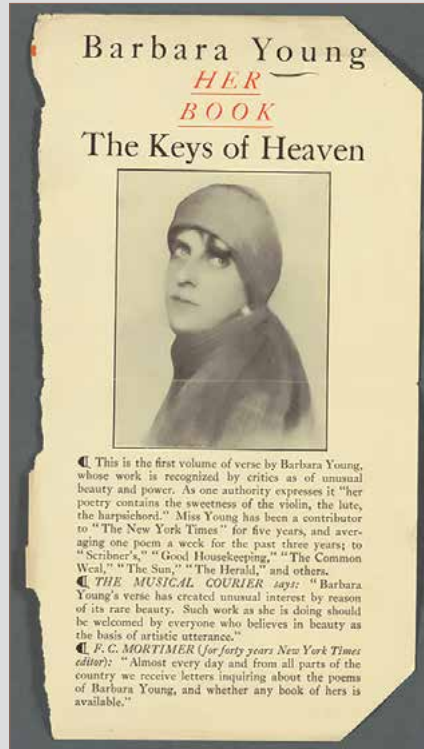 Barbara Young
HER
BOOK
The Keys of Heaven
¶ This is the first volume of verse by Barbara Young,
whose work is recognized by critics as of unusual
beauty and power. As one authority expresses it "her
poetry contains the sweetness of the violin, the lute,
the harpsichord." Miss Young has been a contributor
to "The New York Times" for five years, and aver-
aging one poem a week for the past three years; to
"Scribner's," "Good Housekeeping," "The Common
Weal," "The Sun," "The Herald," and others.
¶ THE MUSICAL COURIER says: "Barbara
Young's verse has created unusual interest by reason
of its rare beauty. Such work as she is doing should
be welcomed by everyone who believes in beauty as
the basis of artistic utterance."
¶ F. C. MORTIMER (for forty years New York Times
editor): "Almost every day and from all parts of the
country we receive letters inquiring about the poems
of Barbara Young, and whether any book of hers is
available."